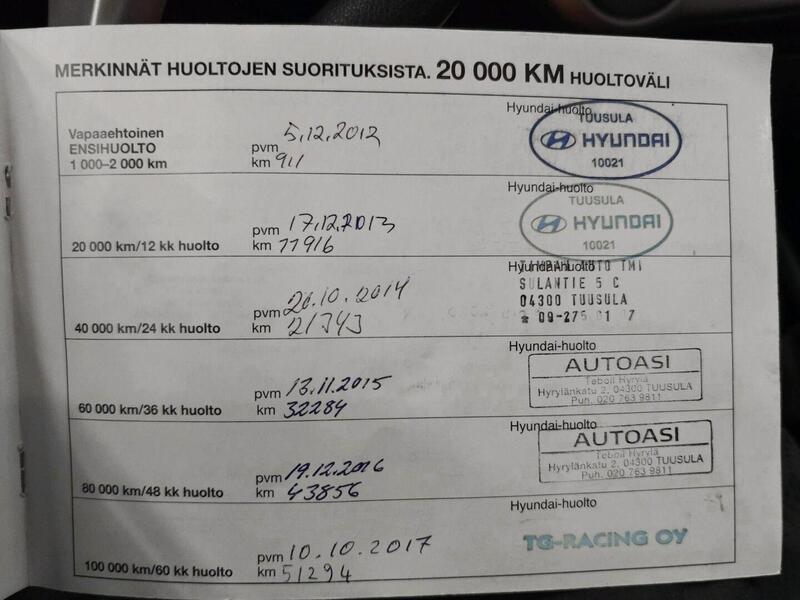 MERKINNÄT HUOLTOJEN SUORITUKSISTA. 20 000 KM HUOLTOVÄLI
Vapaaehtoinen
ENSIHUOLTO
1 000–2 000 km
pvm 5.12.2012
km 911
Hyundai-huolto
TUUSULA
HYUNDAI
10021
20 000 km/12 kk huolto
pvm 17.12.2013
km 11916
Hyundai-huolto
TUUSULA
HYUNDAI
10021
40 000 km/24 kk huolto
pvm 20.10.2014
km 21343
Hyundai-huolto
TMI
SULANTIE 5 C
04300 TUUSULA
60 000 km/36 kk huolto
pvm 13.11.2015
km 32284
Hyundai-huolto
AUTOASI
Teboil Hyrylä
Hyrylänkatu 2, 04300 TUUSULA
Puh. 020 763 9811
80 000 km/48 kk huolto
pvm 19.12.2016
km 43856
Hyundai-huolto
AUTOASI
Teboil Hyrylä
Hyrylänkatu 2, 04300 TUUSULA
Puh. 020 763 9811
100 000 km/60 kk huolto
pvm 10.10.2017
km 51294
Hyundai-huolto
TG-RACING OY